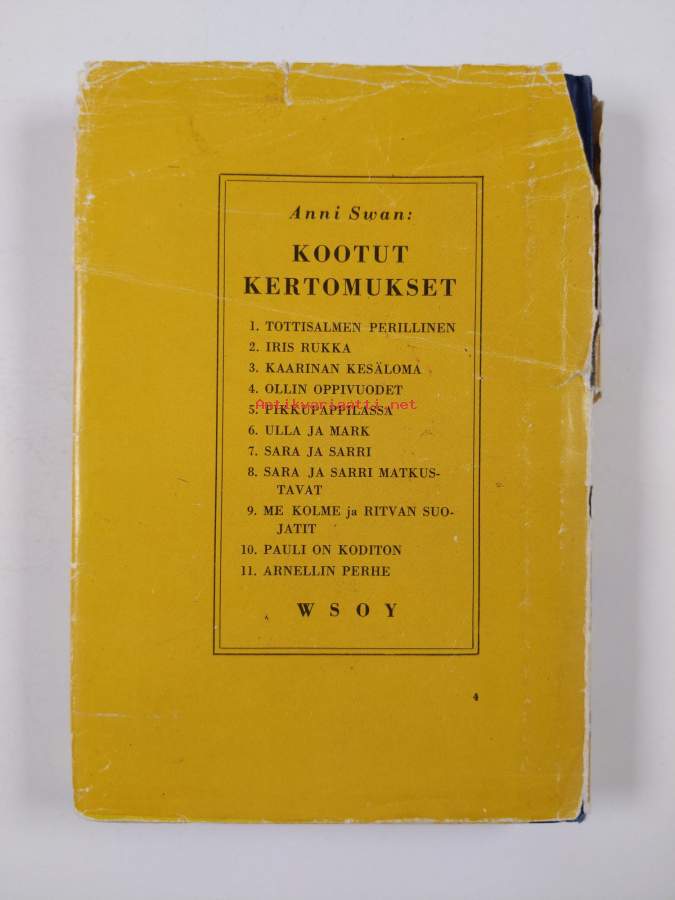 Anni Swan:
KOOTUT
KERTOMUKSET
1. TOTTISALMEN PERILLINEN
2. IRIS RUKKA
3. KAARINAN KESÄLOMA
4. OLLIN OPPIVUODET
Antikvariaatti.net
5. PIKKUPAPPILASSA
6. ULLA JA MARK
7. SARA JA SARRI
8. SARA JA SARRI MATKUS-
TAVAT
9. ME KOLME ja RITVAN SUO-
JATIT
10. PAULI ON KODITON
11. ARNELLIN PERHE
WSOY
4